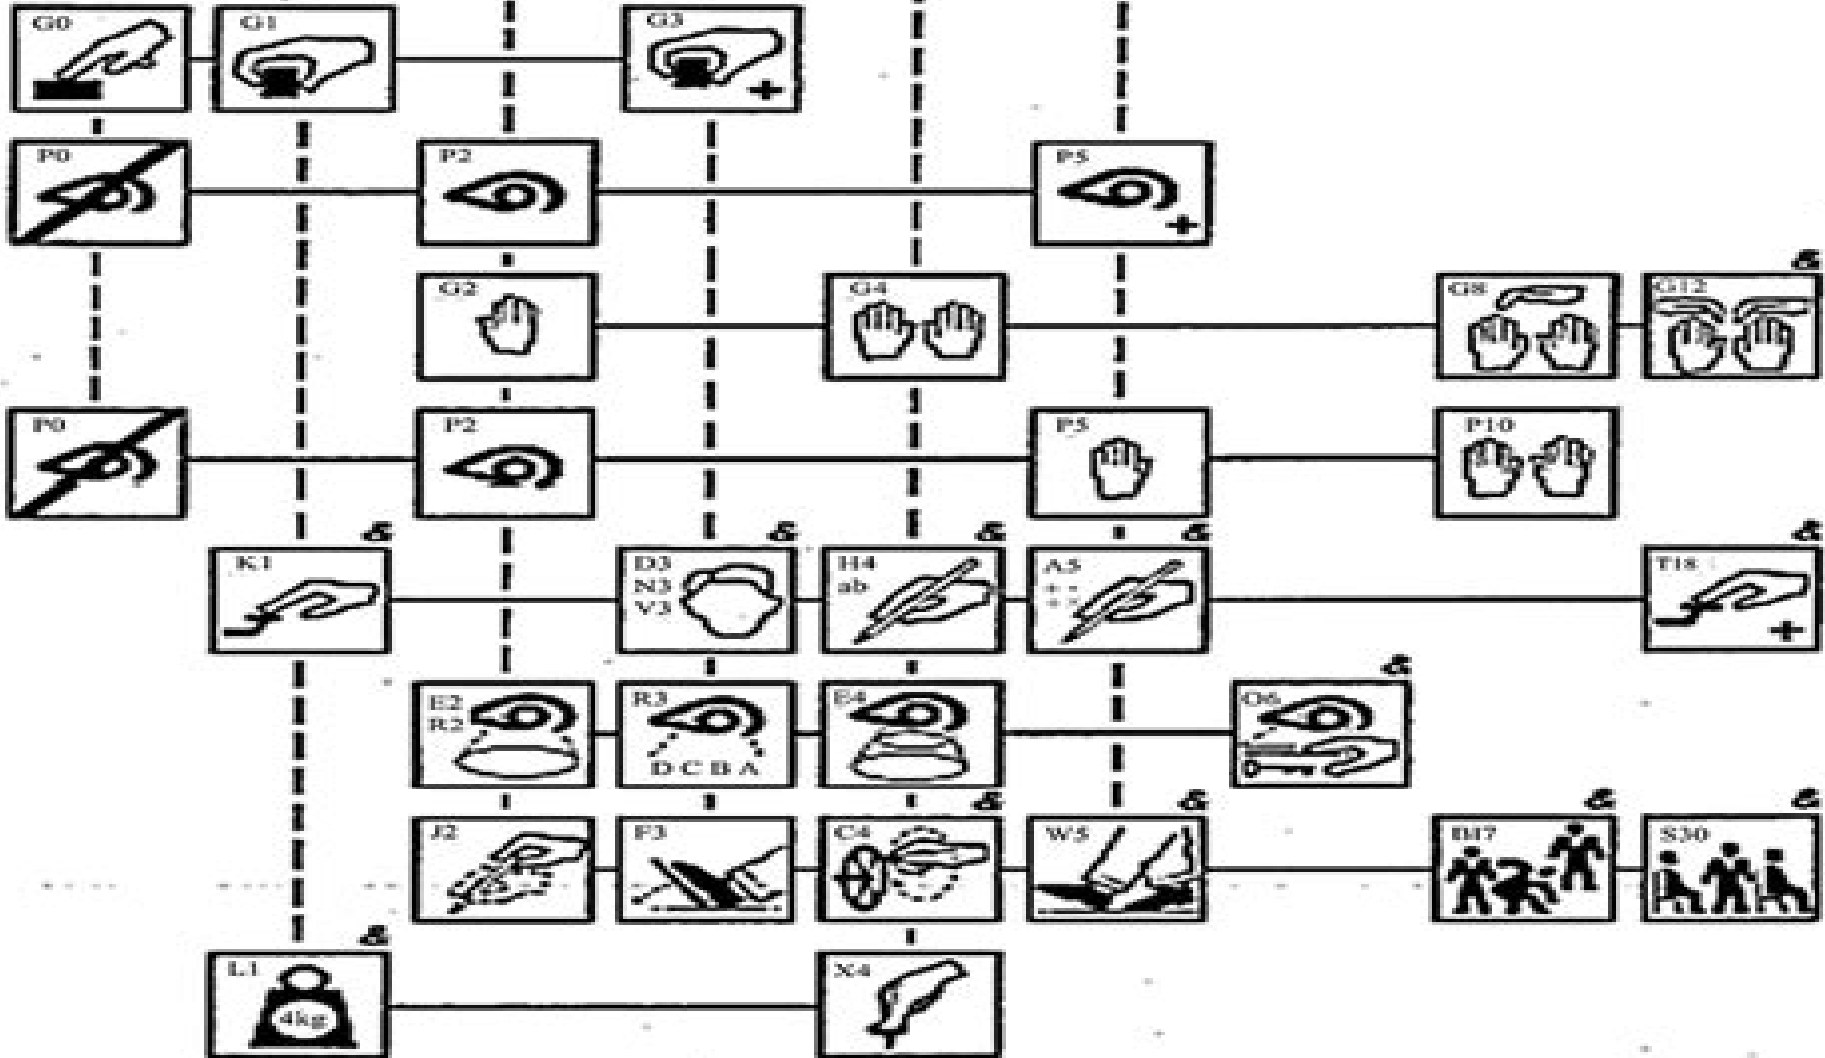 G0 G1 G3
P0 P2 P5
G2 G4 G8 G12 &
P0 P2 P5 P10
& & & & &
K1 D3 H4 A5 T18
N3 ab
V3
4kg
&
E2 R3 E4 O6
R2
D C B A
& & & &
J2 F3 C4 W5 B17 S30
&
L1 X4